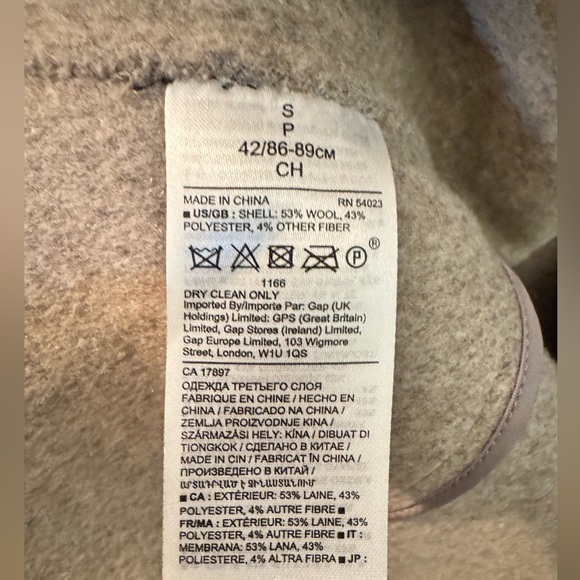 S
P
42/86-89CM
CH
MADE IN CHINA RN 54023
■ US/GB : SHELL: 53% WOOL, 43%
POLYESTER, 4% OTHER FIBER
P ®
1166
DRY CLEAN ONLY
Imported By/Importe Par: Gap (UK
Holdings) Limited; GPS (Great Britain)
Limited, Gap Stores (Ireland) Limited,
Gap Europe Limited, 103 Wigmore
Street, London, W1U 1QS
CA 17897
ОДЕЖДА ТРЕТЬЕГО СЛОЯ
FABRIQUE EN CHINE / HECHO EN
CHINA / FABRICADO NA CHINA /
ZEMLJA PROIZVODNJE KINA /
SZÁRMAZÁSI HELY: KÍNA / DIBUAT DI
TIONGKOK / СДЕЛАНО В КИТАЕ /
MADE IN CIN / FABRICAT ÎN CHINA /
ПРОИЗВЕДЕНО В КИТАЙ /
ԱՐՏԱԴՐՎԱԾ Է ՉԻՆԱՍՏԱՆՈՒՄ
■ CA : EXTÉRIEUR: 53% LAINE, 43%
POLYESTER, 4% AUTRE FIBRE ■
FR/MA : EXTÉRIEUR: 53% LAINE, 43%
POLYESTER, 4% AUTRE FIBRE ■ IT :
MEMBRANA: 53% LANA, 43%
POLIESTERE, 4% ALTRA FIBRA ■ JP :